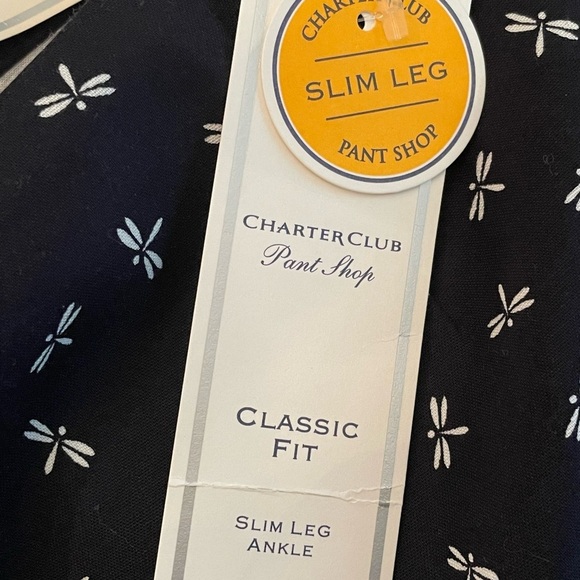 CHARTER CLUB
SLIM LEG
PANT SHOP
CHARTER CLUB
Pant Shop
CLASSIC
FIT
SLIM LEG
ANKLE